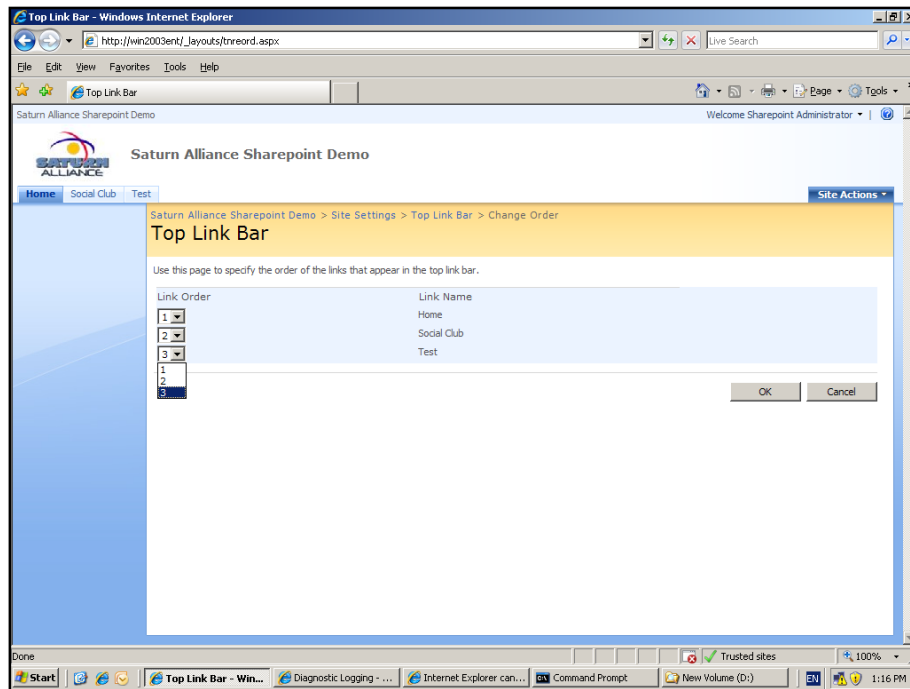 Top Link Bar - Windows Internet Explorer
http://win2003ent/_layouts/tnreord.aspx
Live Search
File Edit View Favorites Tools Help
Top Link Bar
Page Tools
Saturn Alliance Sharepoint Demo
Welcome Sharepoint Administrator
SATURN
ALLIANCE
Saturn Alliance Sharepoint Demo
Home Social Club Test
Site Actions
Saturn Alliance Sharepoint Demo > Site Settings > Top Link Bar > Change Order
Top Link Bar
Use this page to specify the order of the links that appear in the top link bar.
Link Order Link Name
1 Home
2 Social Club
3 Test
1
2
3
OK Cancel
Done
Trusted sites
100%
Start
Top Link Bar - Win...
Diagnostic Logging - ...
Internet Explorer can...
Command Prompt
New Volume (D:)
EN
1:16 PM